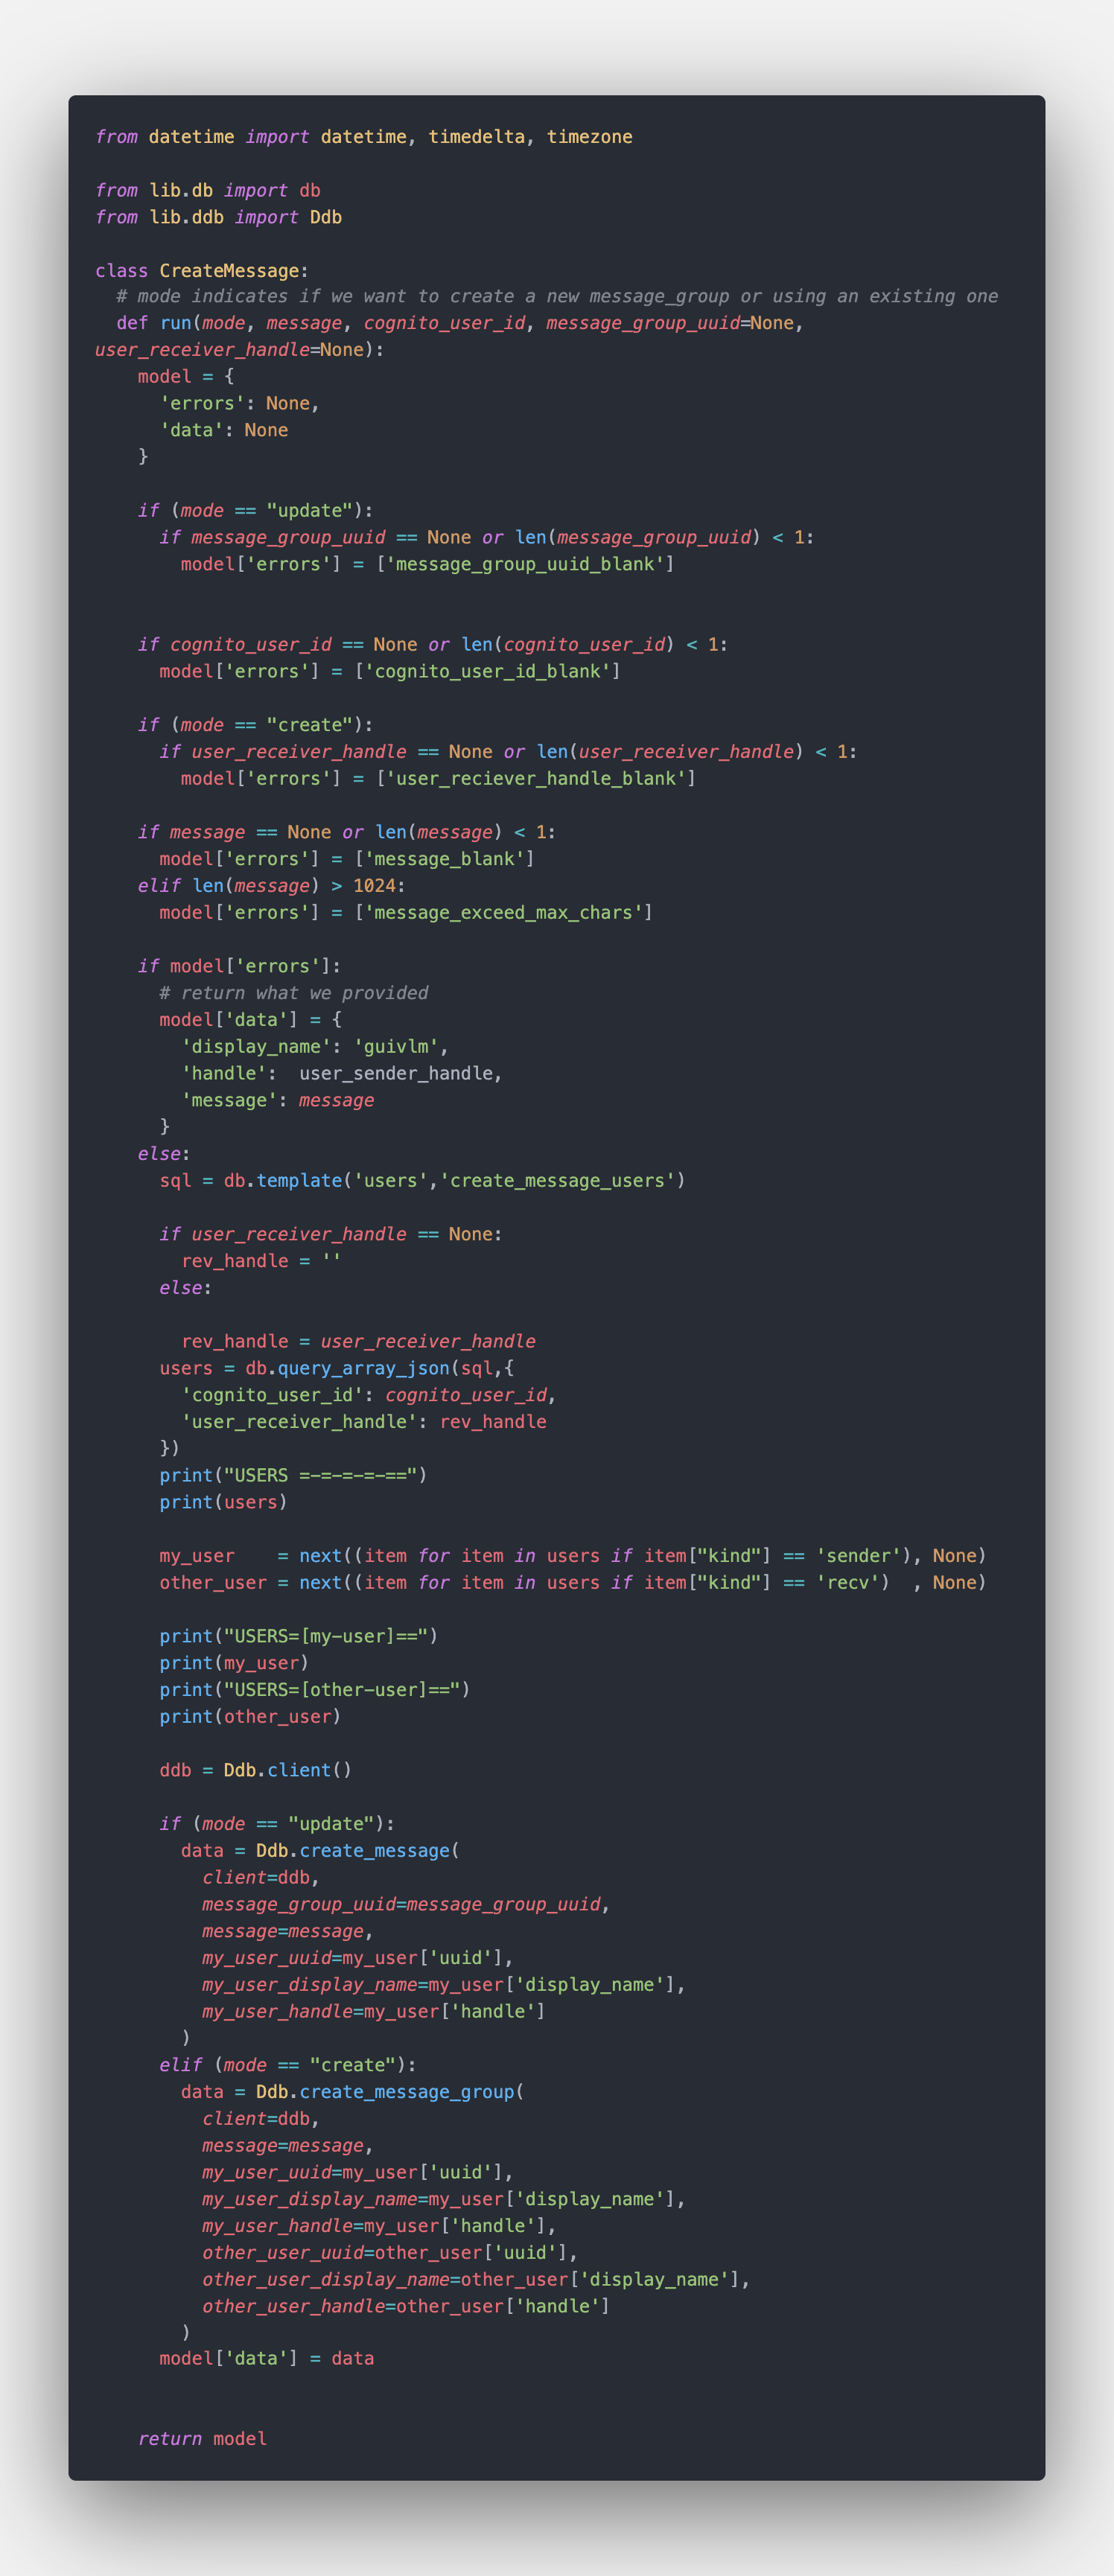 from datetime import datetime, timedelta, timezone

from lib.db import db
from lib.ddb import Ddb

class CreateMessage:
  # mode indicates if we want to create a new message_group or using an existing one
  def run(mode, message, cognito_user_id, message_group_uuid=None,
user_receiver_handle=None):
    model = {
      'errors': None,
      'data': None
    }

    if (mode == "update"):
      if message_group_uuid == None or len(message_group_uuid) < 1:
        model['errors'] = ['message_group_uuid_blank']


    if cognito_user_id == None or len(cognito_user_id) < 1:
      model['errors'] = ['cognito_user_id_blank']

    if (mode == "create"):
      if user_receiver_handle == None or len(user_receiver_handle) < 1:
        model['errors'] = ['user_reciever_handle_blank']

    if message == None or len(message) < 1:
      model['errors'] = ['message_blank']
    elif len(message) > 1024:
      model['errors'] = ['message_exceed_max_chars']

    if model['errors']:
      # return what we provided
      model['data'] = {
        'display_name': 'guivlm',
        'handle':  user_sender_handle,
        'message': message
      }
    else:
      sql = db.template('users','create_message_users')

      if user_receiver_handle == None:
        rev_handle = ''
      else:

        rev_handle = user_receiver_handle
      users = db.query_array_json(sql,{
        'cognito_user_id': cognito_user_id,
        'user_receiver_handle': rev_handle
      })
      print("USERS =-=-=-=-==")
      print(users)

      my_user    = next((item for item in users if item["kind"] == 'sender'), None)
      other_user = next((item for item in users if item["kind"] == 'recv')  , None)

      print("USERS=[my-user]==")
      print(my_user)
      print("USERS=[other-user]==")
      print(other_user)

      ddb = Ddb.client()

      if (mode == "update"):
        data = Ddb.create_message(
          client=ddb,
          message_group_uuid=message_group_uuid,
          message=message,
          my_user_uuid=my_user['uuid'],
          my_user_display_name=my_user['display_name'],
          my_user_handle=my_user['handle']
        )
      elif (mode == "create"):
        data = Ddb.create_message_group(
          client=ddb,
          message=message,
          my_user_uuid=my_user['uuid'],
          my_user_display_name=my_user['display_name'],
          my_user_handle=my_user['handle'],
          other_user_uuid=other_user['uuid'],
          other_user_display_name=other_user['display_name'],
          other_user_handle=other_user['handle']
        )
      model['data'] = data


    return model